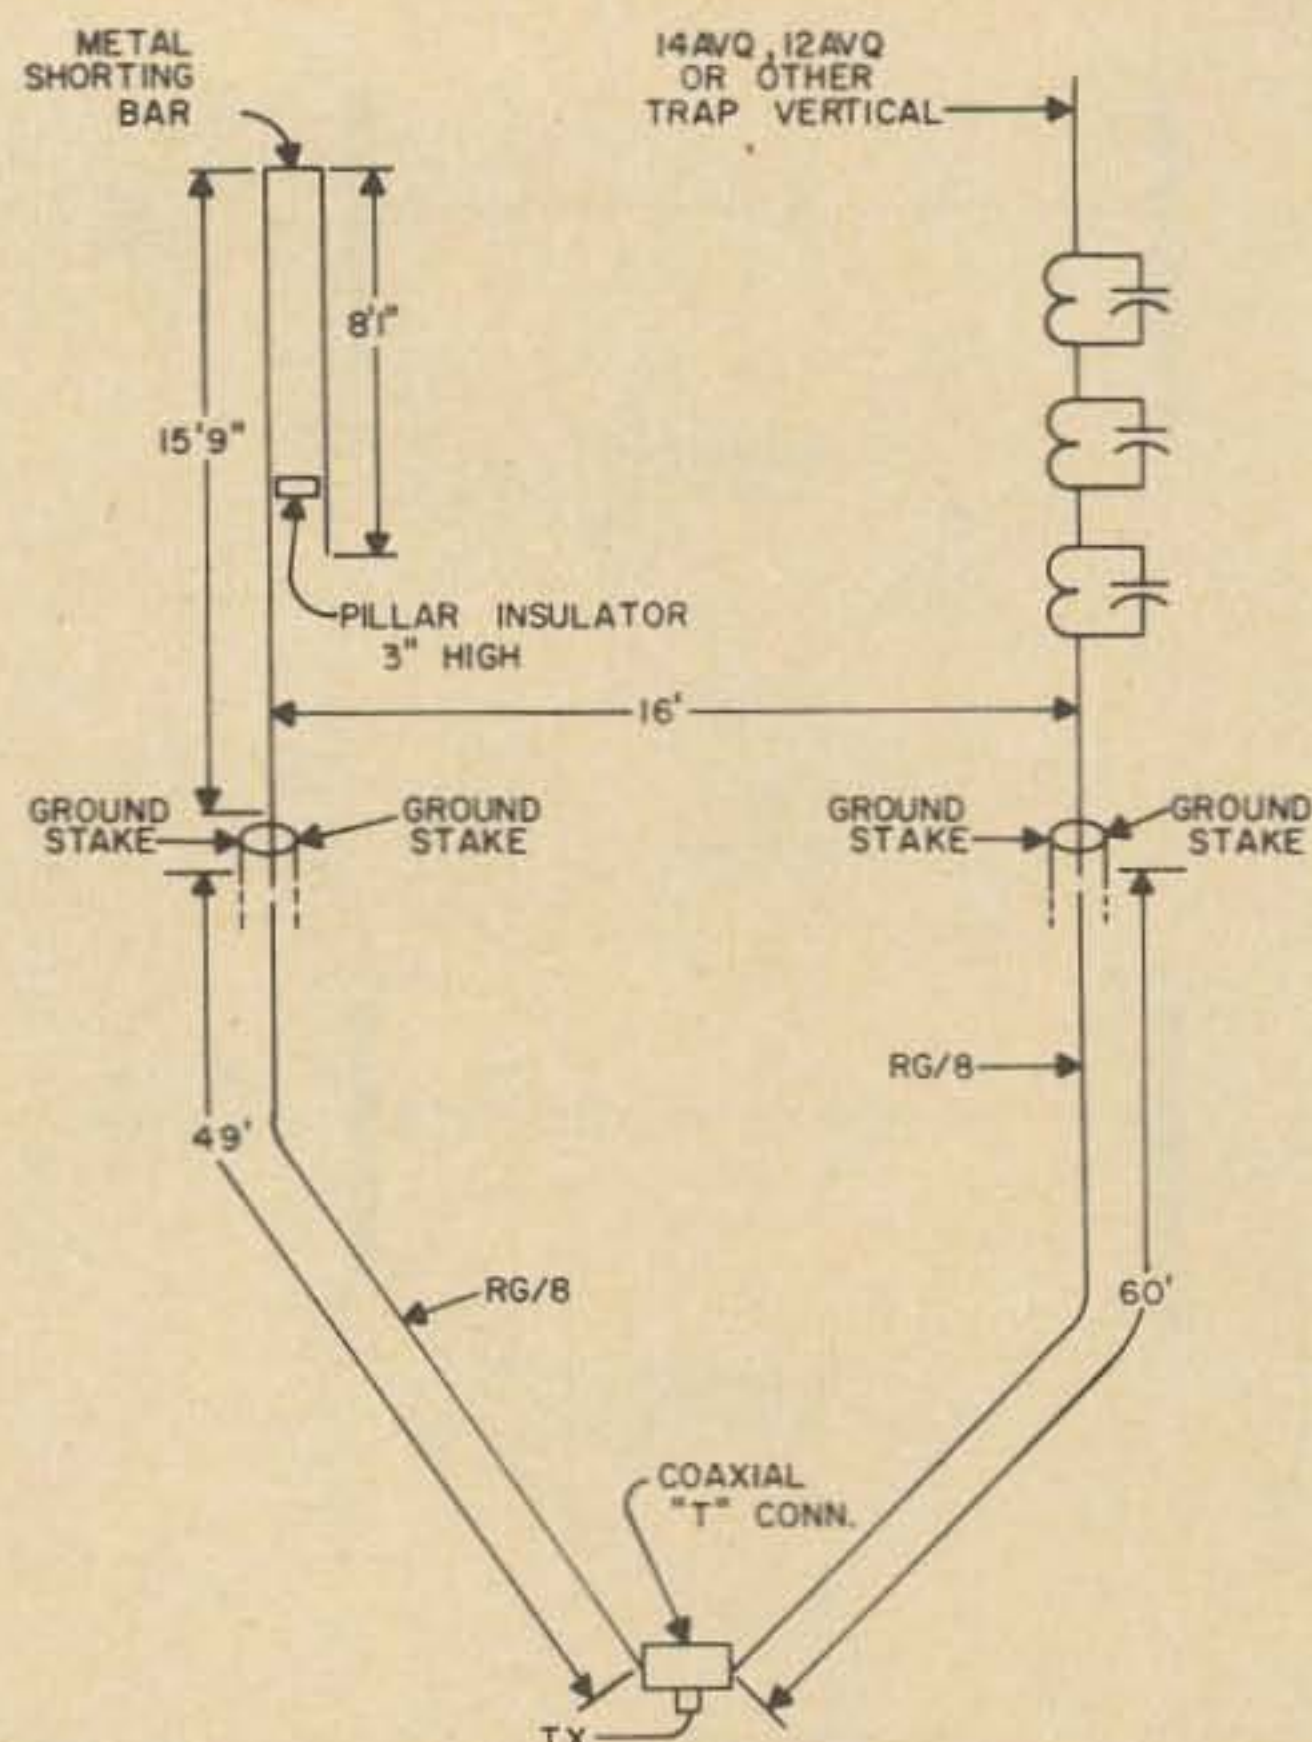 METAL
SHORTING
BAR
14AVQ, 12AVQ
OR OTHER
TRAP VERTICAL
8'1"
15'9"
PILLAR INSULATOR
3" HIGH
16'
GROUND
STAKE
GROUND
STAKE
GROUND
STAKE
GROUND
STAKE
RG/8
49'
RG/8
60'
COAXIAL
"T" CONN.
TX